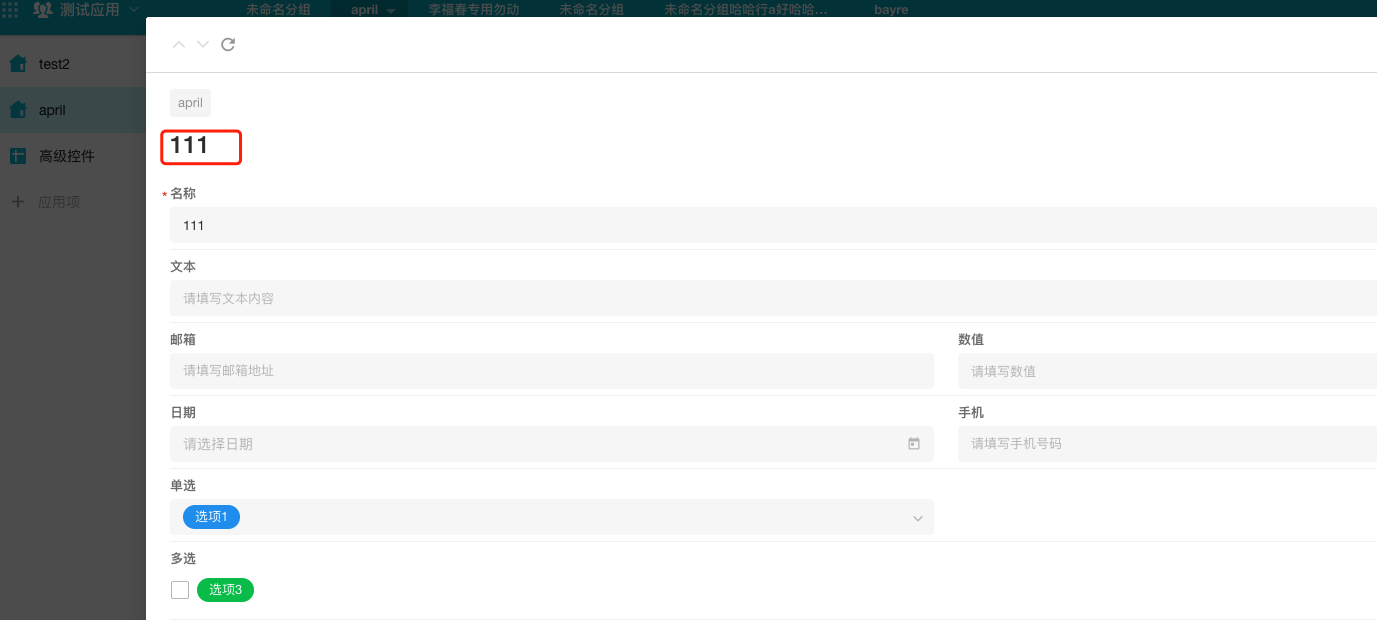 测试应用
未命名分组 april 李福春专用勿动 未命名分组 未命名分组哈哈行a好哈哈... bayre
test2
april
高级控件
应用项
april
111
* 名称
111
文本
请填写文本内容
邮箱 数值
请填写邮箱地址 请填写数值
日期 手机
请选择日期 请填写手机号码
单选
选项1
多选
选项3